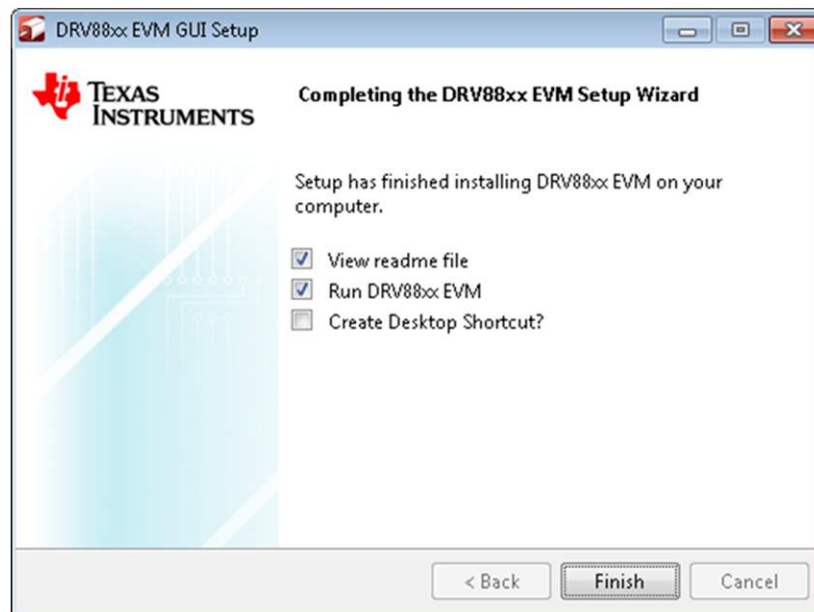 DRV88xx EVM GUI Setup
TEXAS
INSTRUMENTS
Completing the DRV88xx EVM Setup Wizard
Setup has finished installing DRV88xx EVM on your
computer.
View readme file
Run DRV88xx EVM
Create Desktop Shortcut?
< Back
Finish
Cancel